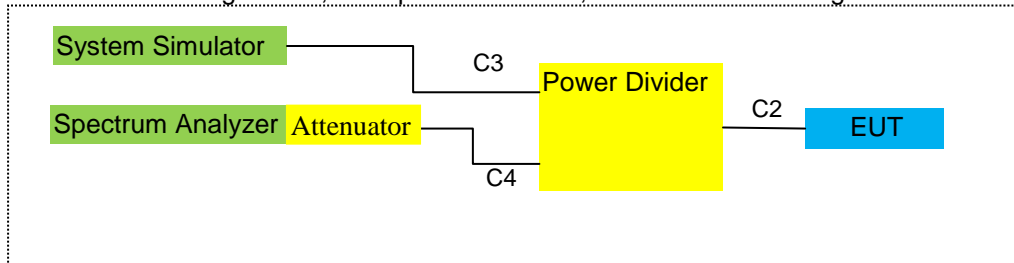 System Simulator
C3
Power Divider
C2
EUT
Spectrum Analyzer
Attenuator
C4